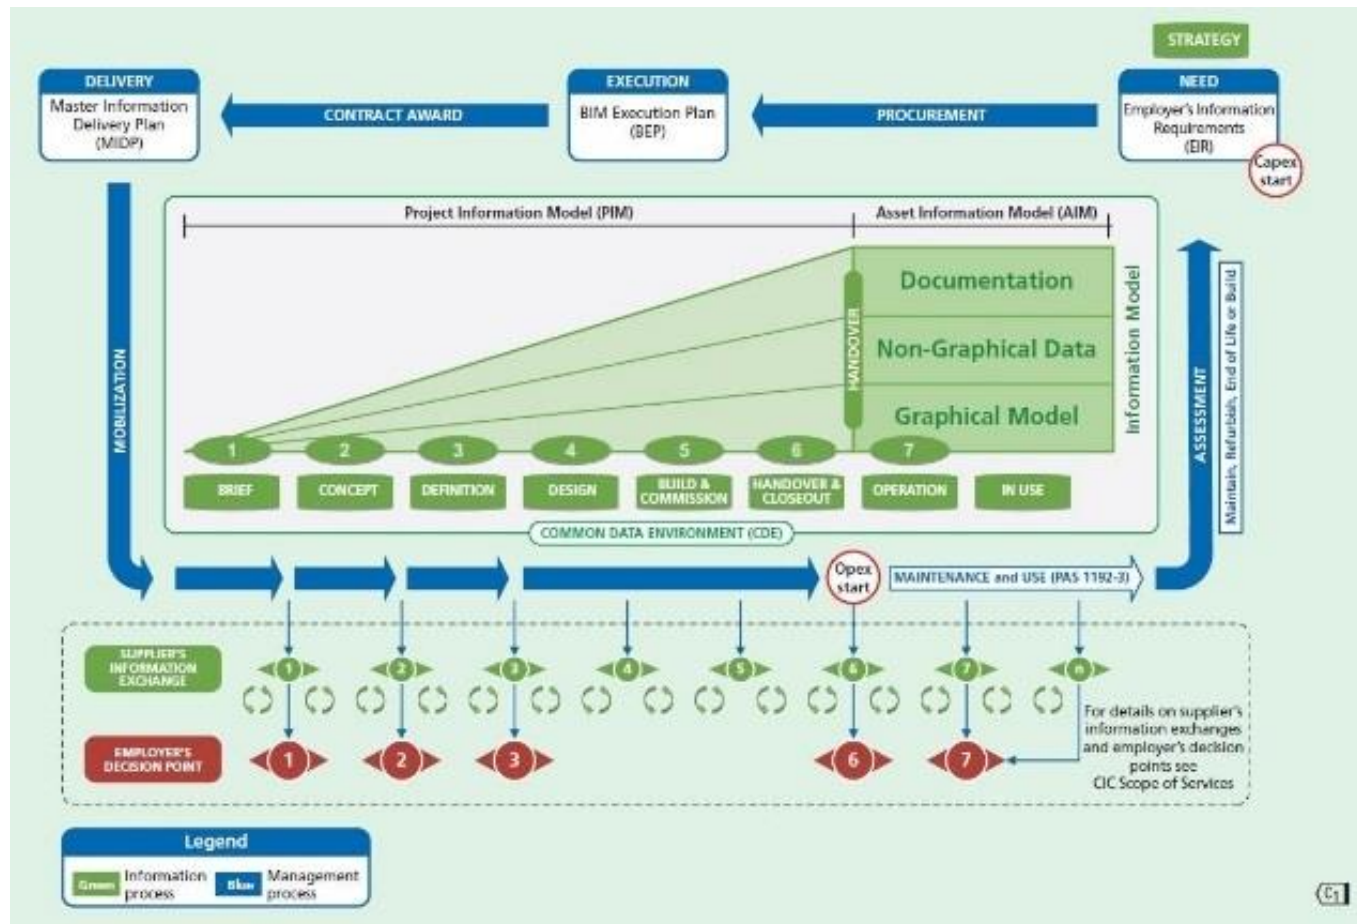 STRATEGY
DELIVERY
Master Information
Delivery Plan
(MIDP)
CONTRACT AWARD
EXECUTION
BIM Execution Plan
(BEP)
PROCUREMENT
NEED
Employer's Information
Requirements
(EIR)
Capex
start
Project Information Model (PIM)
Asset Information Model (AIM)
Documentation
Non-Graphical Data
Graphical Model
HANDOVER
Information Model
MOBILIZATION
ASSESSMENT
Maintain, Refurbish, End of Life or Build
1
2
3
4
5
6
7
BRIEF
CONCEPT
DEFINITION
DESIGN
BUILD &
COMMISSION
HANDOVER &
CLOSEOUT
OPERATION
IN USE
COMMON DATA ENVIRONMENT (CDE)
Opex
start
MAINTENANCE and USE (PAS 1192-3)
SUPPLIER'S
INFORMATION
EXCHANGE
1
2
3
4
5
6
7
n
EMPLOYER'S
DECISION POINT
1
2
3
6
7
For details on supplier's
information exchanges
and employer's decision
points see
CIC Scope of Services
Legend
Green
Information
process
Blue
Management
process
C1